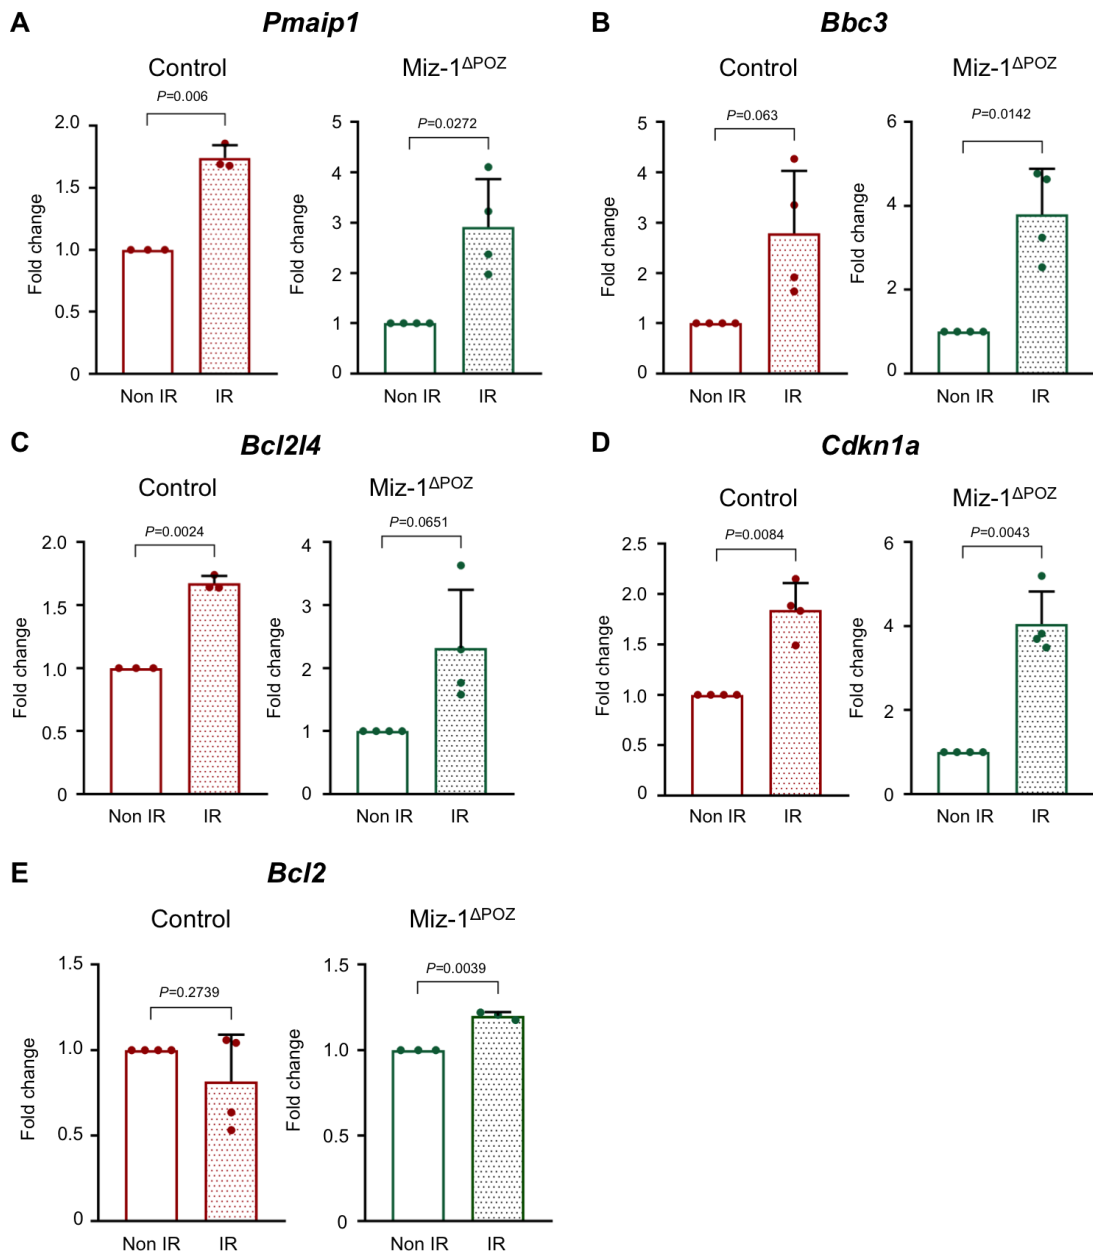 A
Pmaip1
Control
Miz-1ΔPOZ
P=0.006
P=0.0272
Fold change
2.0
1.5
1.0
0.5
0
Non IR
IR
Fold change
5
4
3
2
1
0
Non IR
IR
B
Bbc3
Control
Miz-1ΔPOZ
P=0.063
P=0.0142
Fold change
5
4
3
2
1
0
Non IR
IR
Fold change
6
4
2
0
Non IR
IR
C
Bcl2l4
Control
Miz-1ΔPOZ
P=0.0024
P=0.0651
Fold change
2.0
1.5
1.0
0.5
0
Non IR
IR
Fold change
4
3
2
1
0
Non IR
IR
D
Cdkn1a
Control
Miz-1ΔPOZ
P=0.0084
P=0.0043
Fold change
2.5
2.0
1.5
1.0
0.5
0
Non IR
IR
Fold change
6
4
2
0
Non IR
IR
E
Bcl2
Control
Miz-1ΔPOZ
P=0.2739
P=0.0039
Fold change
1.5
1.0
0.5
0
Non IR
IR
Fold change
1.5
1.0
0.5
0
Non IR
IR